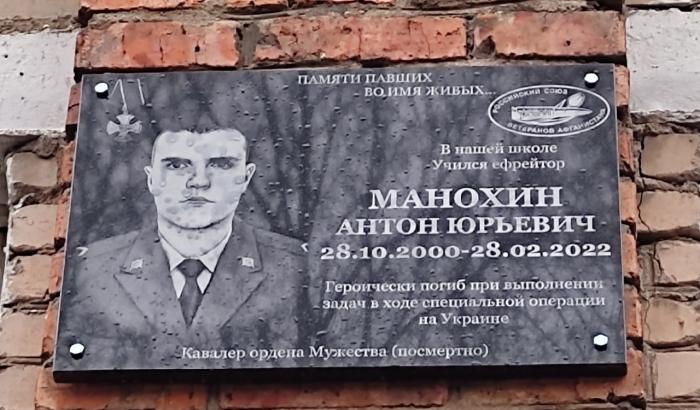 ПАМЯТИ ПАВШИХ
ВО ИМЯ ЖИВЫХ...
РОССИЙСКИЙ СОЮЗ
ВЕТЕРАНОВ АФГАНИСТАНА
В нашей школе
Учился ефрейтор
МАНОХИН
АНТОН ЮРЬЕВИЧ
28.10.2000-28.02.2022
Героически погиб при выполнении
задач в ходе специальной операции
на Украине
Кавалер ордена Мужества (посмертно)